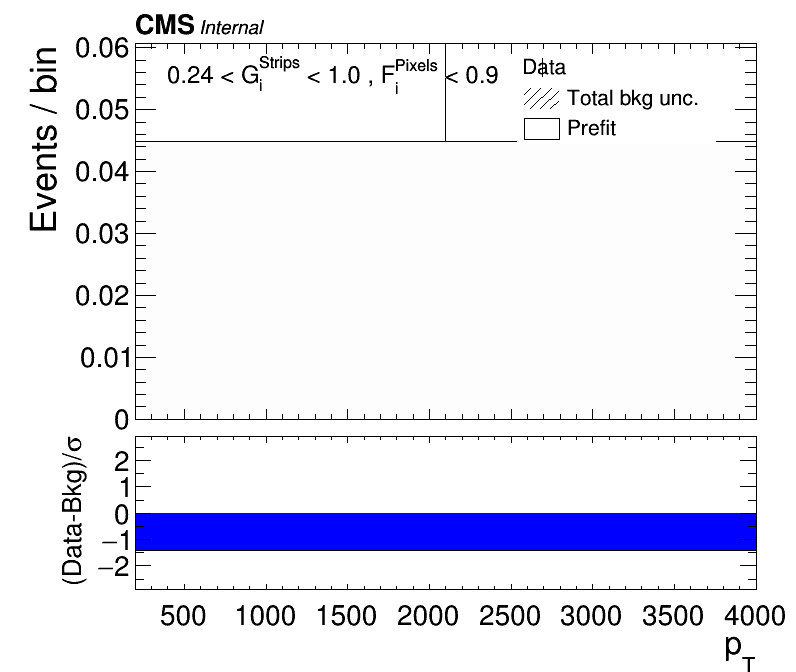 CMS Internal
0.06
0.24 < G_i^Strips < 1.0 , F_i^Pixels < 0.9
Data
Total bkg unc.
Prefit
Events / bin
0.05
0.04
0.03
0.02
0.01
0
(Data-Bkg)/σ
2
1
0
−1
−2
500 1000 1500 2000 2500 3000 3500 4000
p_T